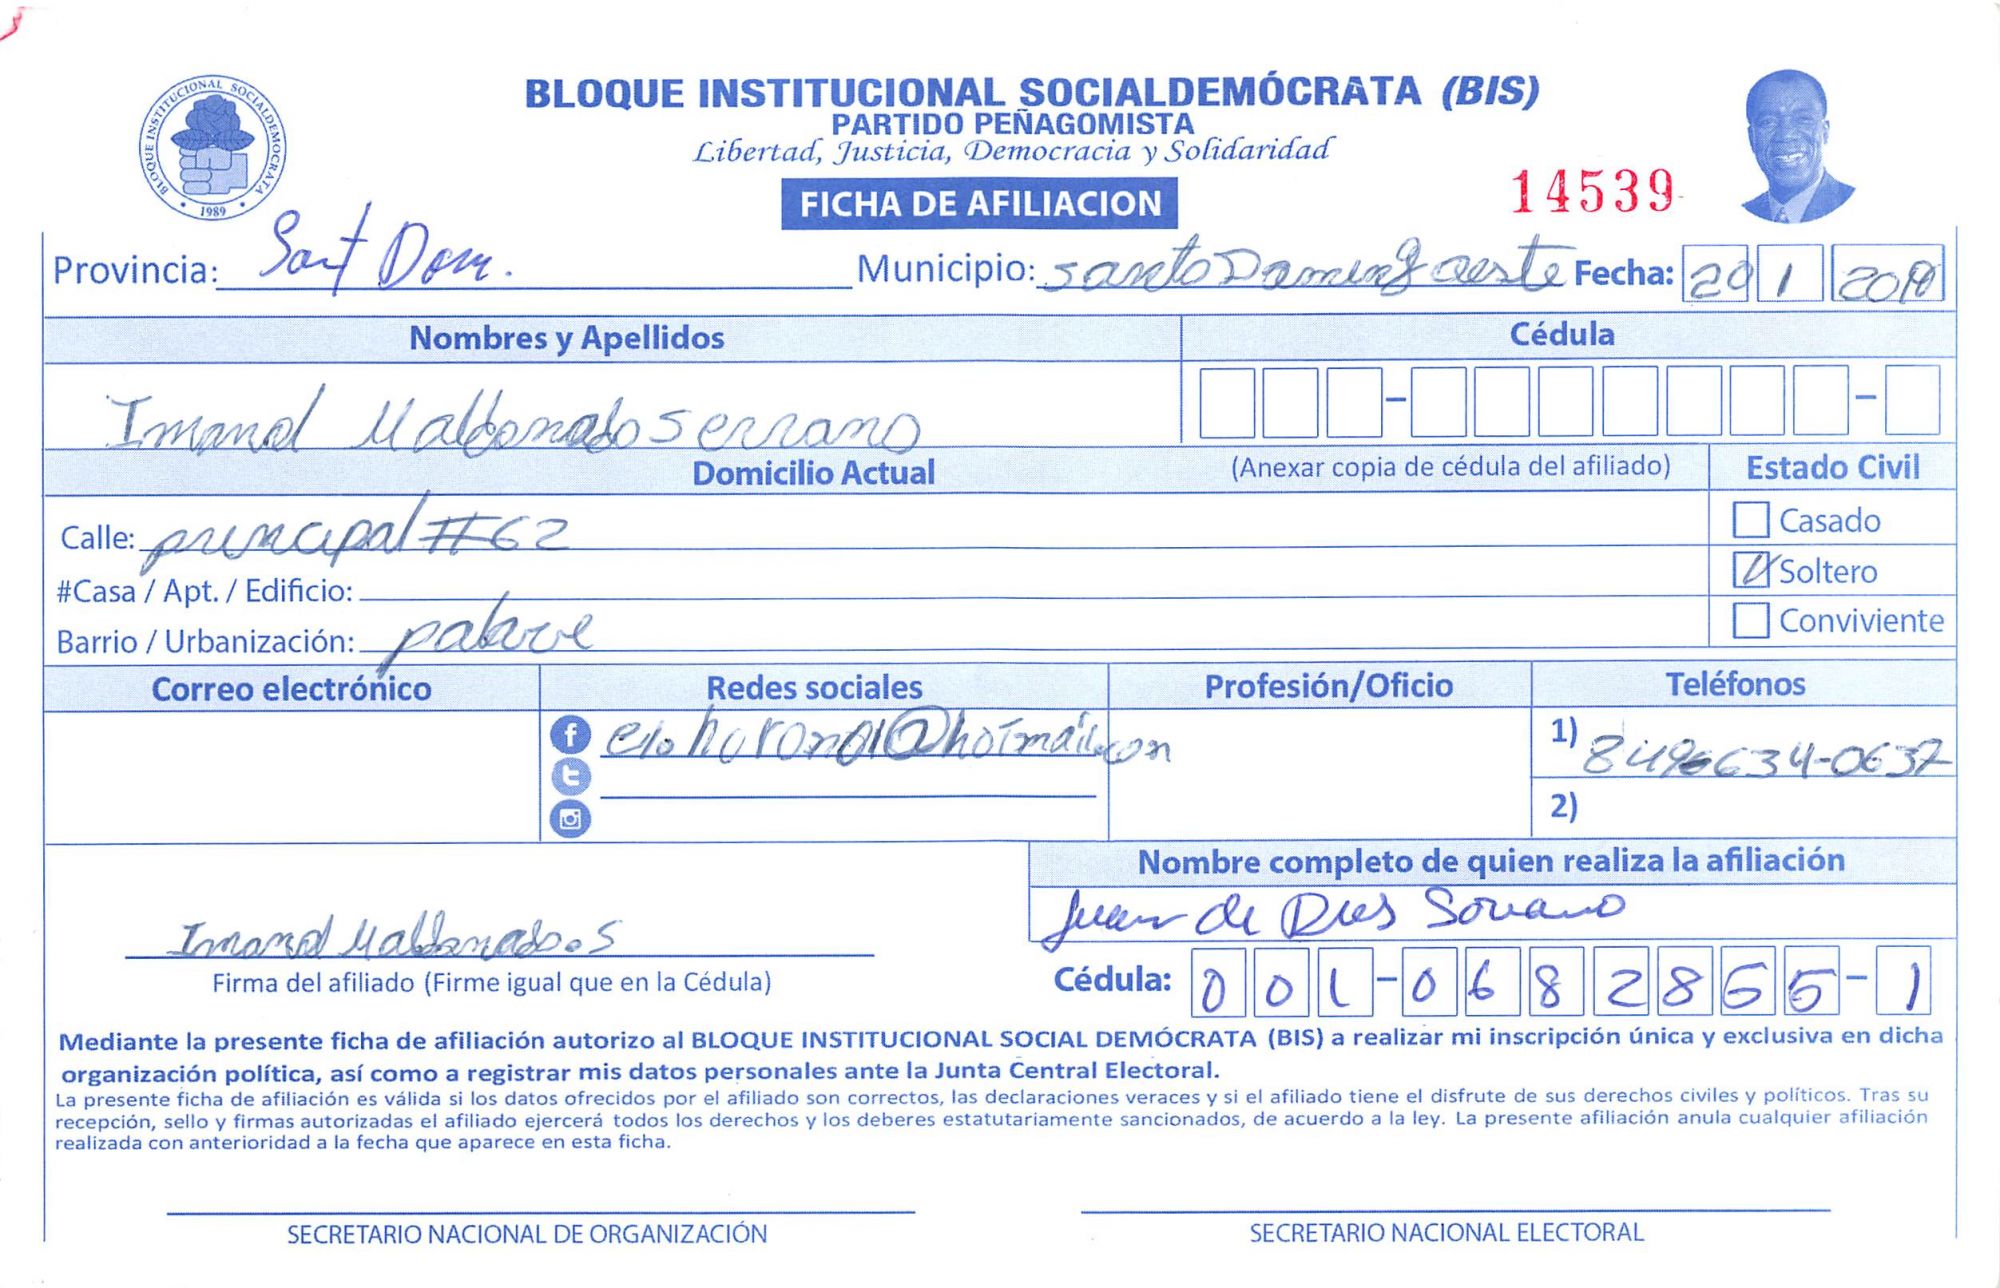 BLOQUE INSTITUCIONAL SOCIALDEMÓCRATA (BIS)
PARTIDO PEÑAGOMISTA
Libertad, Justicia, Democracia y Solidaridad
BLOQUE INSTITUCIONAL SOCIALDEMOCRATA
1989
FICHA DE AFILIACION
14539
Provincia: Sant Dom. Municipio: Santo Doming oeste Fecha: 20 1
Nombres y Apellidos Cédula
Imanol Maldonado Serrano
Domicilio Actual (Anexar copia de cédula del afiliado) Estado Civil
Calle: principal #62 Casado
#Casa / Apt. / Edificio: Soltero
Barrio / Urbanización: palave Conviviente
Correo electrónico Redes sociales Profesión/Oficio Teléfonos
@hotmail.con 1) 849-634-0637
2)
Nombre completo de quien realiza la afiliación
Juan de Dios Soriano
Imanol Maldonado.S
Firma del afiliado (Firme igual que en la Cédula) Cédula: 001-0682855-1
Mediante la presente ficha de afiliación autorizo al BLOQUE INSTITUCIONAL SOCIAL DEMÓCRATA (BIS) a realizar mi inscripción única y exclusiva en dicha
organización política, así como a registrar mis datos personales ante la Junta Central Electoral.
La presente ficha de afiliación es válida si los datos ofrecidos por el afiliado son correctos, las declaraciones veraces y si el afiliado tiene el disfrute de sus derechos civiles y políticos. Tras su
recepción, sello y firmas autorizadas el afiliado ejercerá todos los derechos y los deberes estatutariamente sancionados, de acuerdo a la ley. La presente afiliación anula cualquier afiliación
realizada con anterioridad a la fecha que aparece en esta ficha.
SECRETARIO NACIONAL DE ORGANIZACIÓN SECRETARIO NACIONAL ELECTORAL